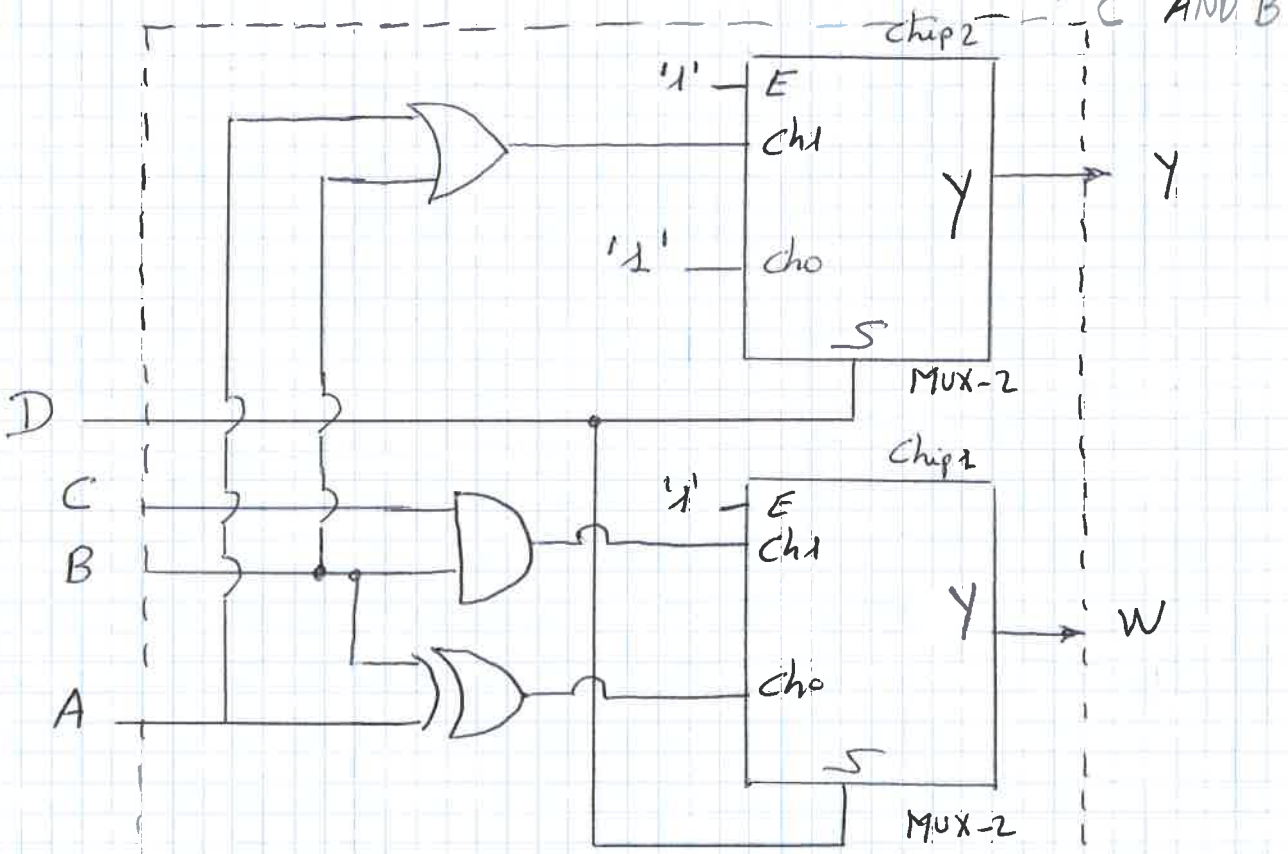 C AND B
Chip2
'1' E
Ch1
Y
Y
'1' Ch0
S
MUX-2
D
Chip1
C
'1' E
Ch1
B
Y
W
Ch0
A
S
MUX-2